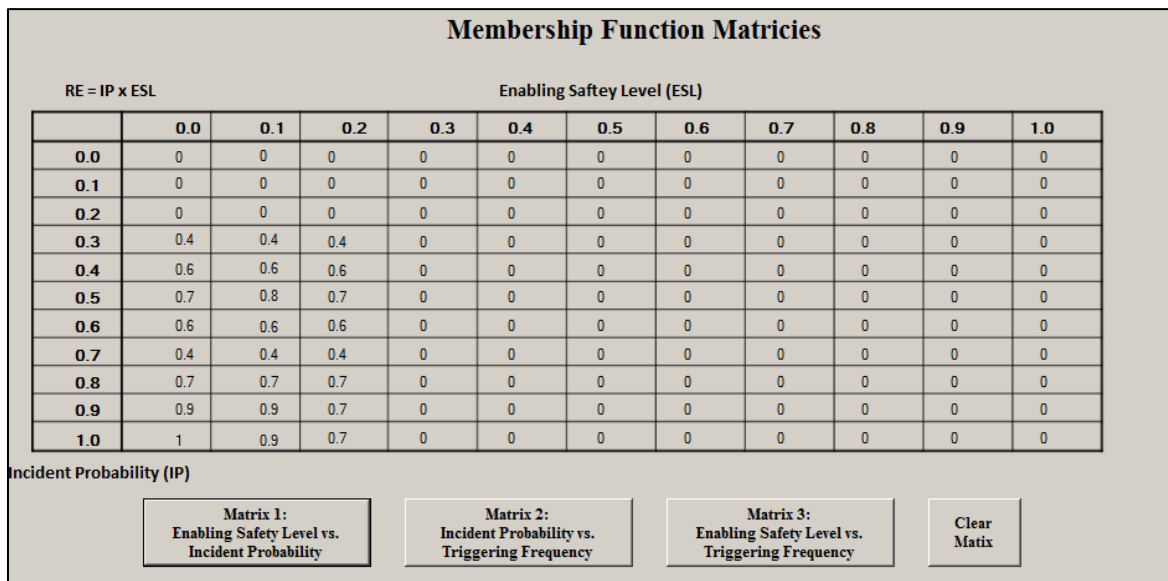 Membership Function Matricies
RE = IP x ESL Enabling Saftey Level (ESL)
0.0 0.1 0.2 0.3 0.4 0.5 0.6 0.7 0.8 0.9 1.0
0.0 0 0 0 0 0 0 0 0 0 0 0
0.1 0 0 0 0 0 0 0 0 0 0 0
0.2 0 0 0 0 0 0 0 0 0 0 0
0.3 0.4 0.4 0.4 0 0 0 0 0 0 0 0
0.4 0.6 0.6 0.6 0 0 0 0 0 0 0 0
0.5 0.7 0.8 0.7 0 0 0 0 0 0 0 0
0.6 0.6 0.6 0.6 0 0 0 0 0 0 0 0
0.7 0.4 0.4 0.4 0 0 0 0 0 0 0 0
0.8 0.7 0.7 0.7 0 0 0 0 0 0 0 0
0.9 0.9 0.9 0.7 0 0 0 0 0 0 0 0
1.0 1 0.9 0.7 0 0 0 0 0 0 0 0
Incident Probability (IP)
Matrix 1:
Enabling Safety Level vs.
Incident Probability
Matrix 2:
Incident Probability vs.
Triggering Frequency
Matrix 3:
Enabling Safety Level vs.
Triggering Frequency
Clear
Matix